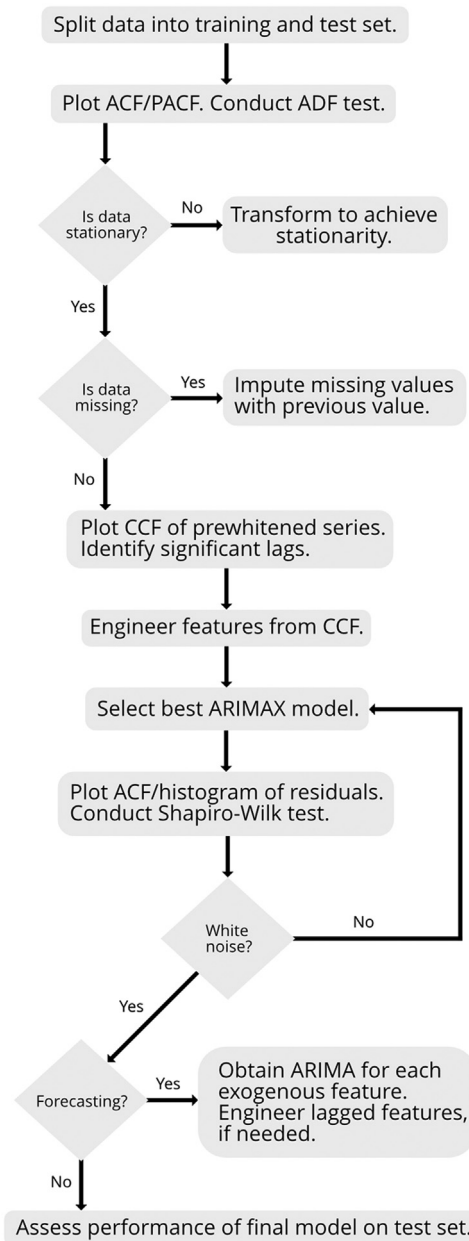 Split data into training and test set.
Plot ACF/PACF. Conduct ADF test.
Is data
stationary?
No
Transform to achieve
stationarity.
Yes
Is data
missing?
Yes
Impute missing values
with previous value.
No
Plot CCF of prewhitened series.
Identify significant lags.
Engineer features from CCF.
Select best ARIMAX model.
Plot ACF/histogram of residuals.
Conduct Shapiro-Wilk test.
White
noise?
No
Yes
Forecasting?
Yes
Obtain ARIMA for each
exogenous feature.
Engineer lagged features,
if needed.
No
Assess performance of final model on test set.